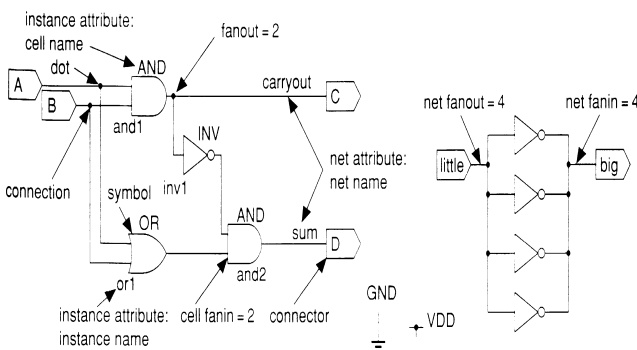 instance attribute:
cell name
fanout = 2
dot
AND
A
carryout
C
B
and1
net fanout = 4
net fanin = 4
INV
net attribute:
net name
little
big
connection
inv1
symbol
AND
OR
sum
D
or1
and2
instance attribute:
instance name
cell fanin = 2
connector
GND
VDD